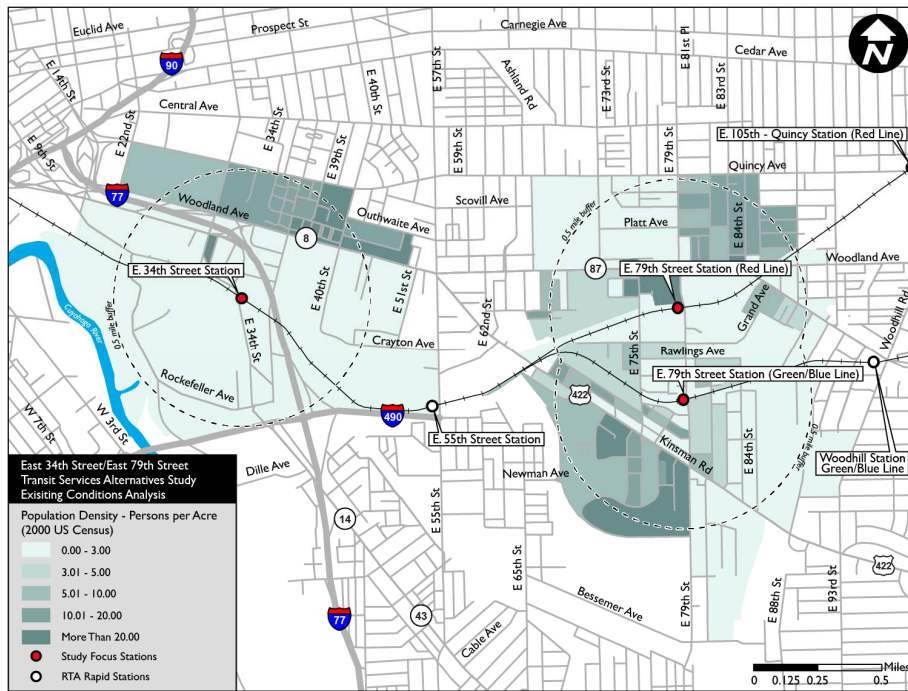 Euclid Ave
Prospect St
Carnegie Ave
Cedar Ave
N
90
E 14th St
E 9th St
E 22nd St
Central Ave
E 34th St
E 39th St
E 40th St
E 57th St
Ashland Rd
E 73rd St
E 81st Pl
E 83rd St
E 59th St
E 79th St
E. 105th - Quincy Station (Red Line)
Quincy Ave
77
Woodland Ave
Outhwaite Ave
Scovill Ave
0.5 mile buffer
Platt Ave
E 84th St
8
87
Woodland Ave
E. 34th Street Station
E. 79th Street Station (Red Line)
E 40th St
E 51st St
E 62nd St
Grand Ave
Woodhill Rd
Cuyahoga River
0.5 mile buffer
E 34th St
Crayton Ave
E 75th St
Rawlings Ave
Rockefeller Ave
422
E. 79th Street Station (Green/Blue Line)
W 7th St
W 3rd St
490
E. 55th Street Station
Kinsman Rd
E 84th St
0.5 mile buffer
Woodhill Station
Green/Blue Line
Dille Ave
Newman Ave
14
E 55th St
E 65th St
422
77
43
Cable Ave
Bessemer Ave
E 79th St
E 88th St
E 93rd St
East 34th Street/East 79th Street
Transit Services Alternatives Study
Exisiting Conditions Analysis
Population Density - Persons per Acre
(2000 US Census)
0.00 - 3.00
3.01 - 5.00
5.01 - 10.00
10.01 - 20.00
More Than 20.00
Study Focus Stations
RTA Rapid Stations
Miles
0 0.125 0.25 0.5